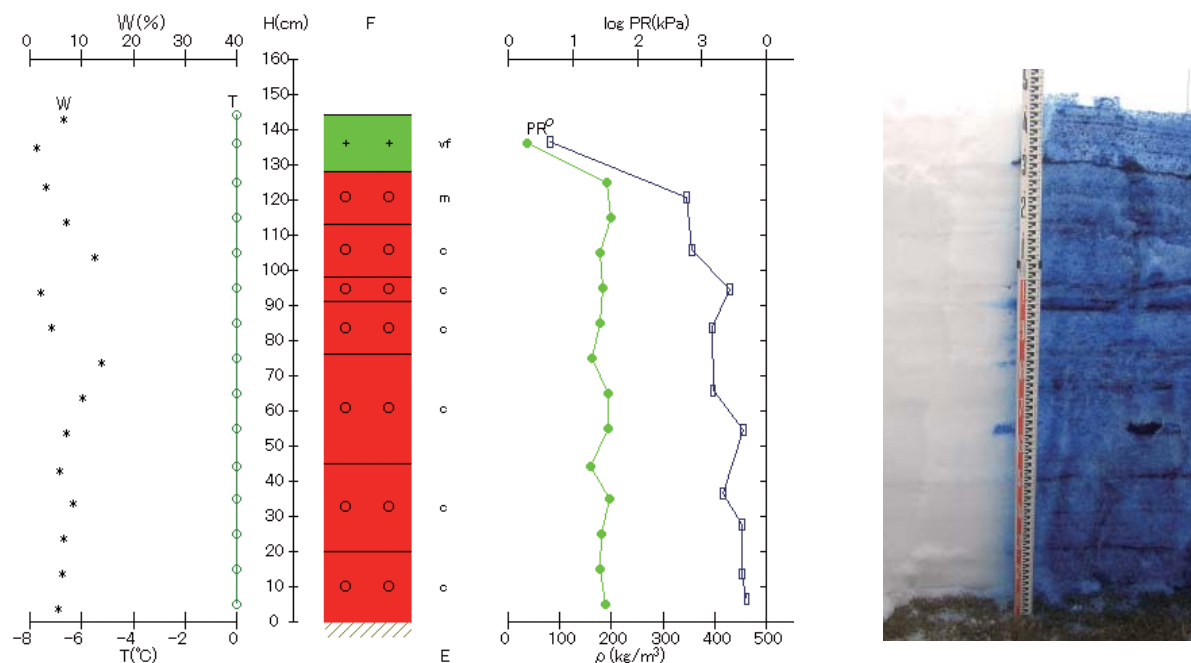 W(%) H(cm) F log PR(kPa)
0 10 20 30 40 0 1 3 0
160
150
W T
140 PRρ
+ + vf
130
120 m
110
100 c
90 c
80 c
70
60 c
50
40
30 c
20
10 c
0
-8 -6 -4 -2 0 0 100 200 300 400 500
T(℃) E ρ (kg/m³)